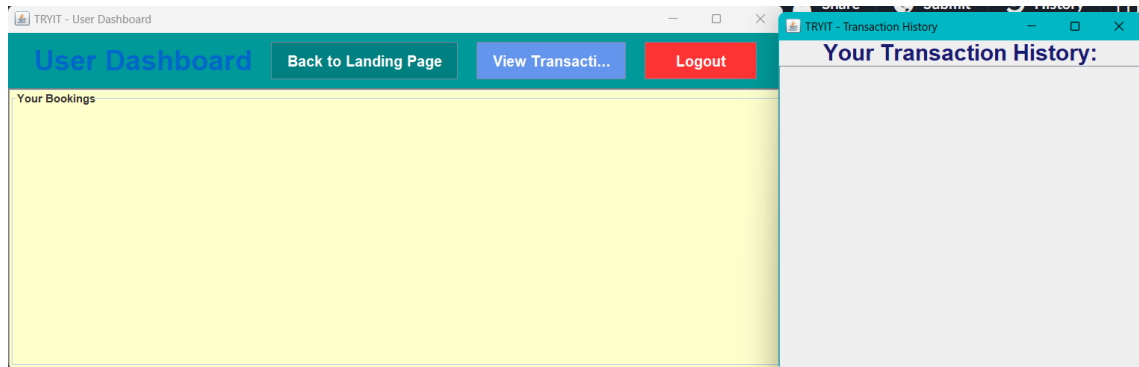 TRYIT - User Dashboard
User Dashboard
Back to Landing Page
View Transacti...
Logout
Your Bookings
Share
Submit
History
TRYIT - Transaction History
Your Transaction History: